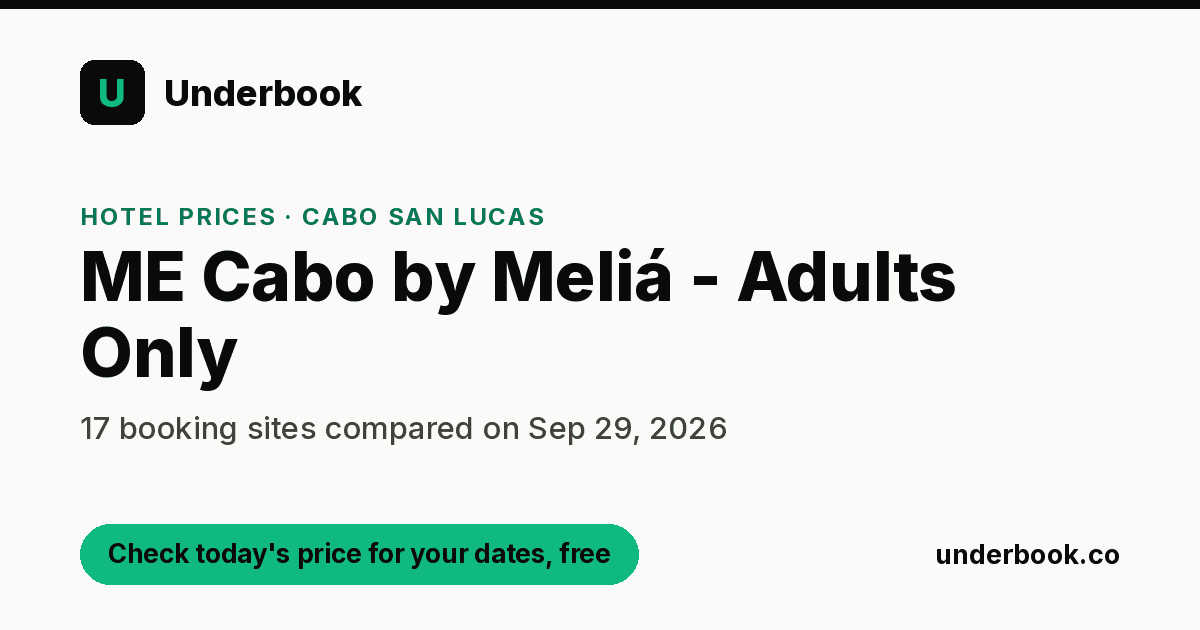 U Underbook
HOTEL PRICES · CABO SAN LUCAS
ME Cabo by Meliá - Adults
Only
17 booking sites compared on Sep 29, 2026
Check today's price for your dates, free
underbook.co